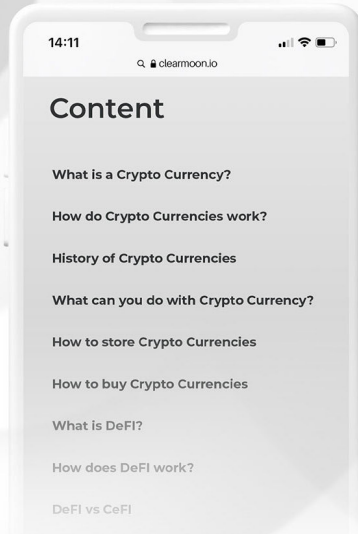 14:11
clearmoon.io
Content
What is a Crypto Currency?
How do Crypto Currencies work?
History of Crypto Currencies
What can you do with Crypto Currency?
How to store Crypto Currencies
How to buy Crypto Currencies
What is DeFI?
How does DeFI work?
DeFI vs CeFI